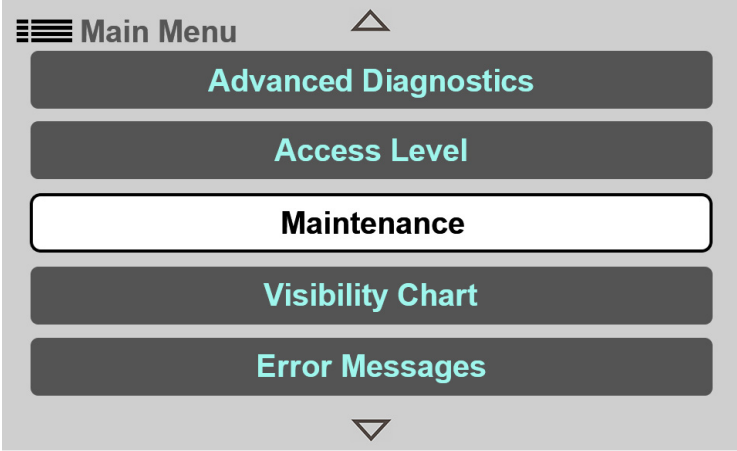 Main Menu
Advanced Diagnostics
Access Level
Maintenance
Visibility Chart
Error Messages